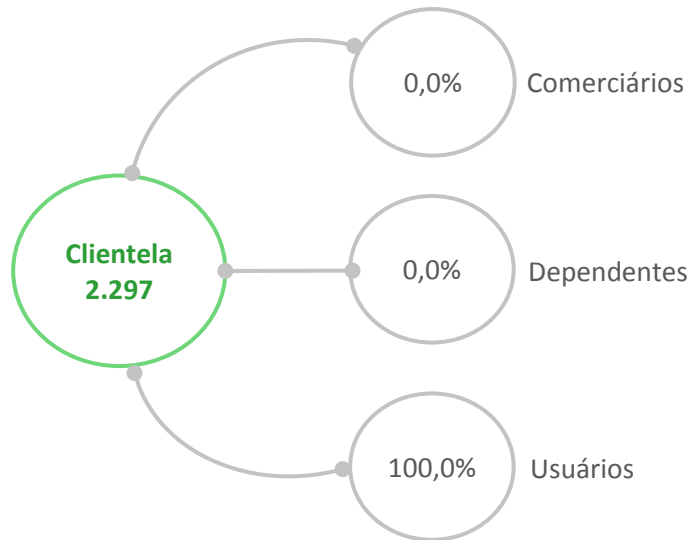 0,0% Comerciários
Clientela
2.297
0,0% Dependentes
100,0% Usuários